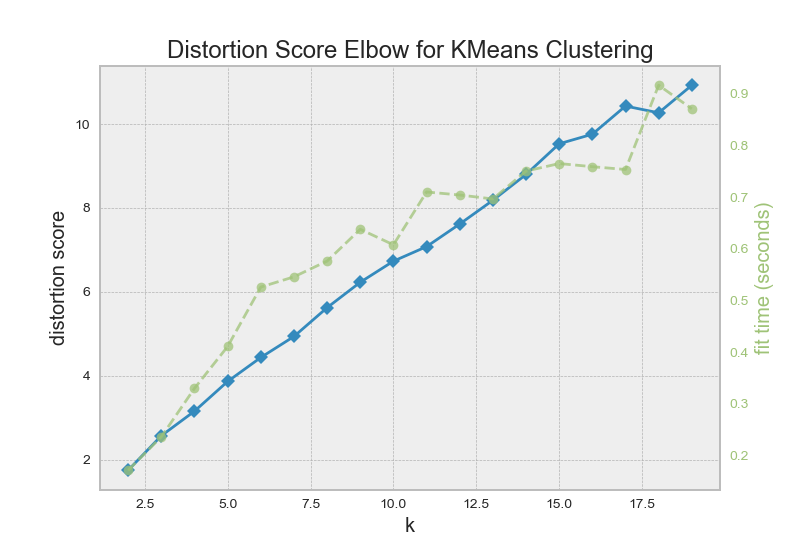 Distortion Score Elbow for KMeans Clustering
distortion score
10
8
6
4
2
0.9
0.8
0.7
0.6
0.5
0.4
0.3
0.2
fit time (seconds)
2.5 5.0 7.5 10.0 12.5 15.0 17.5
k